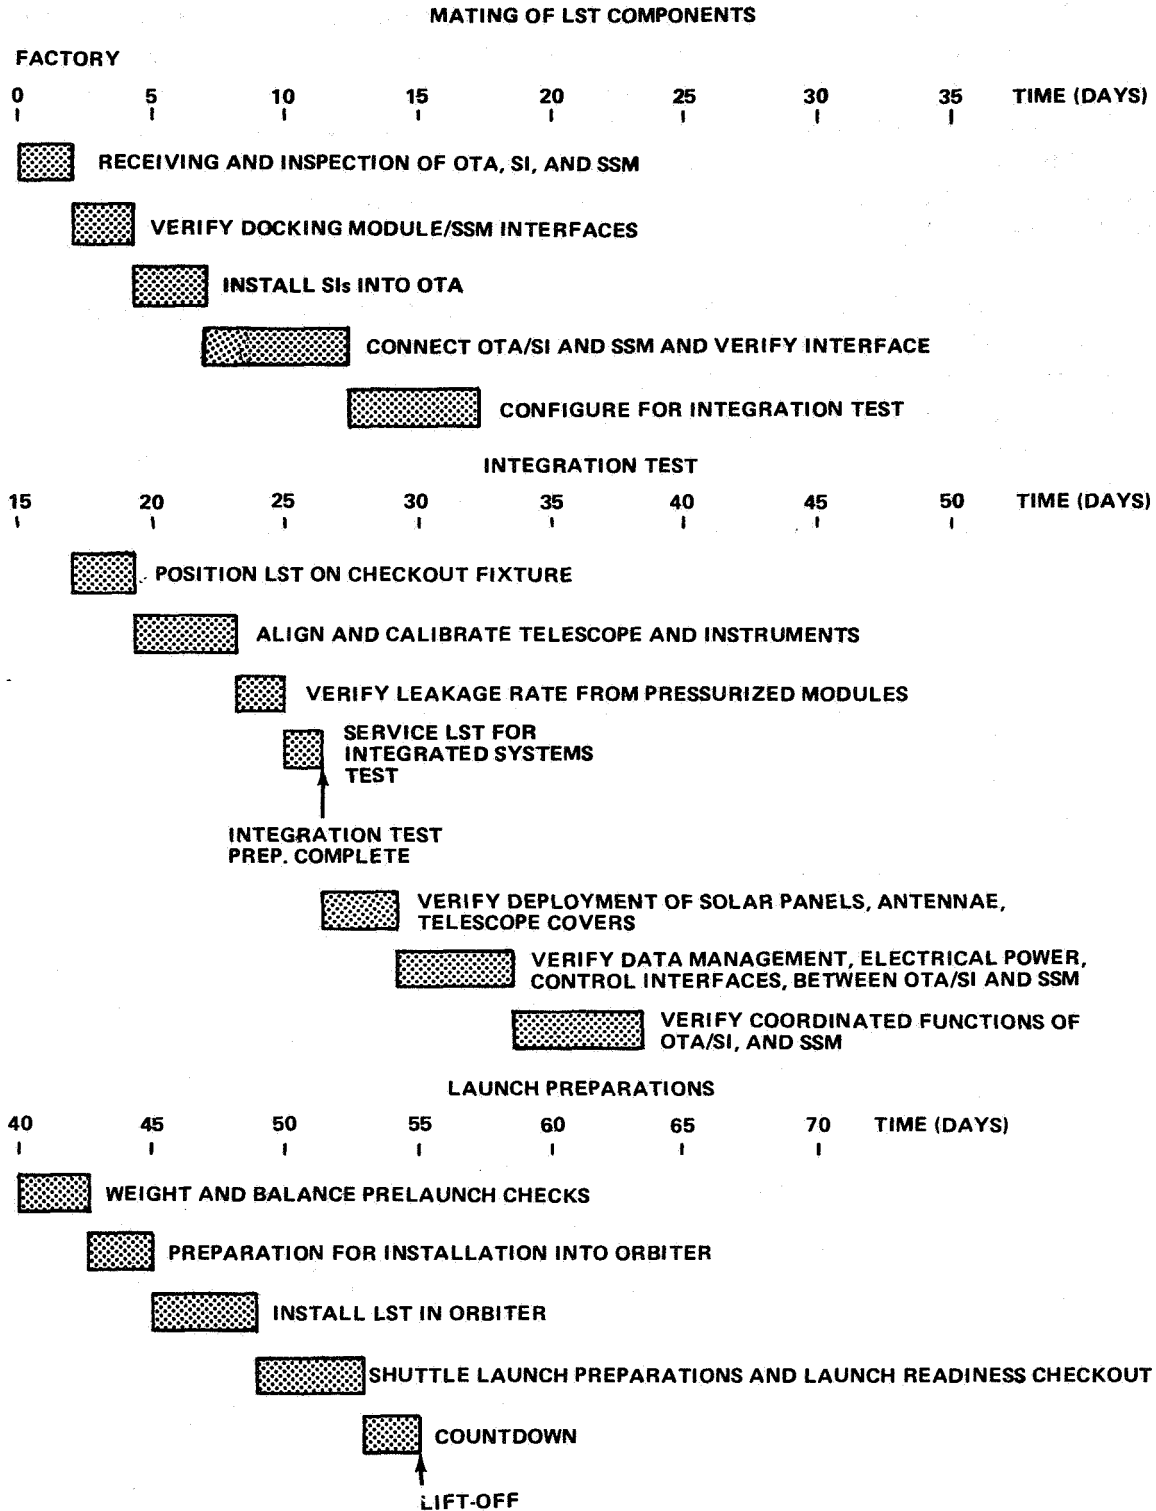 MATING OF LST COMPONENTS
FACTORY
0 5 10 15 20 25 30 35 TIME (DAYS)
RECEIVING AND INSPECTION OF OTA, SI, AND SSM
VERIFY DOCKING MODULE/SSM INTERFACES
INSTALL SIs INTO OTA
CONNECT OTA/SI AND SSM AND VERIFY INTERFACE
CONFIGURE FOR INTEGRATION TEST
INTEGRATION TEST
15 20 25 30 35 40 45 50 TIME (DAYS)
POSITION LST ON CHECKOUT FIXTURE
ALIGN AND CALIBRATE TELESCOPE AND INSTRUMENTS
VERIFY LEAKAGE RATE FROM PRESSURIZED MODULES
SERVICE LST FOR
INTEGRATED SYSTEMS
TEST
INTEGRATION TEST
PREP. COMPLETE
VERIFY DEPLOYMENT OF SOLAR PANELS, ANTENNAE,
TELESCOPE COVERS
VERIFY DATA MANAGEMENT, ELECTRICAL POWER,
CONTROL INTERFACES, BETWEEN OTA/SI AND SSM
VERIFY COORDINATED FUNCTIONS OF
OTA/SI, AND SSM
LAUNCH PREPARATIONS
40 45 50 55 60 65 70 TIME (DAYS)
WEIGHT AND BALANCE PRELAUNCH CHECKS
PREPARATION FOR INSTALLATION INTO ORBITER
INSTALL LST IN ORBITER
SHUTTLE LAUNCH PREPARATIONS AND LAUNCH READINESS CHECKOUT
COUNTDOWN
LIFT-OFF